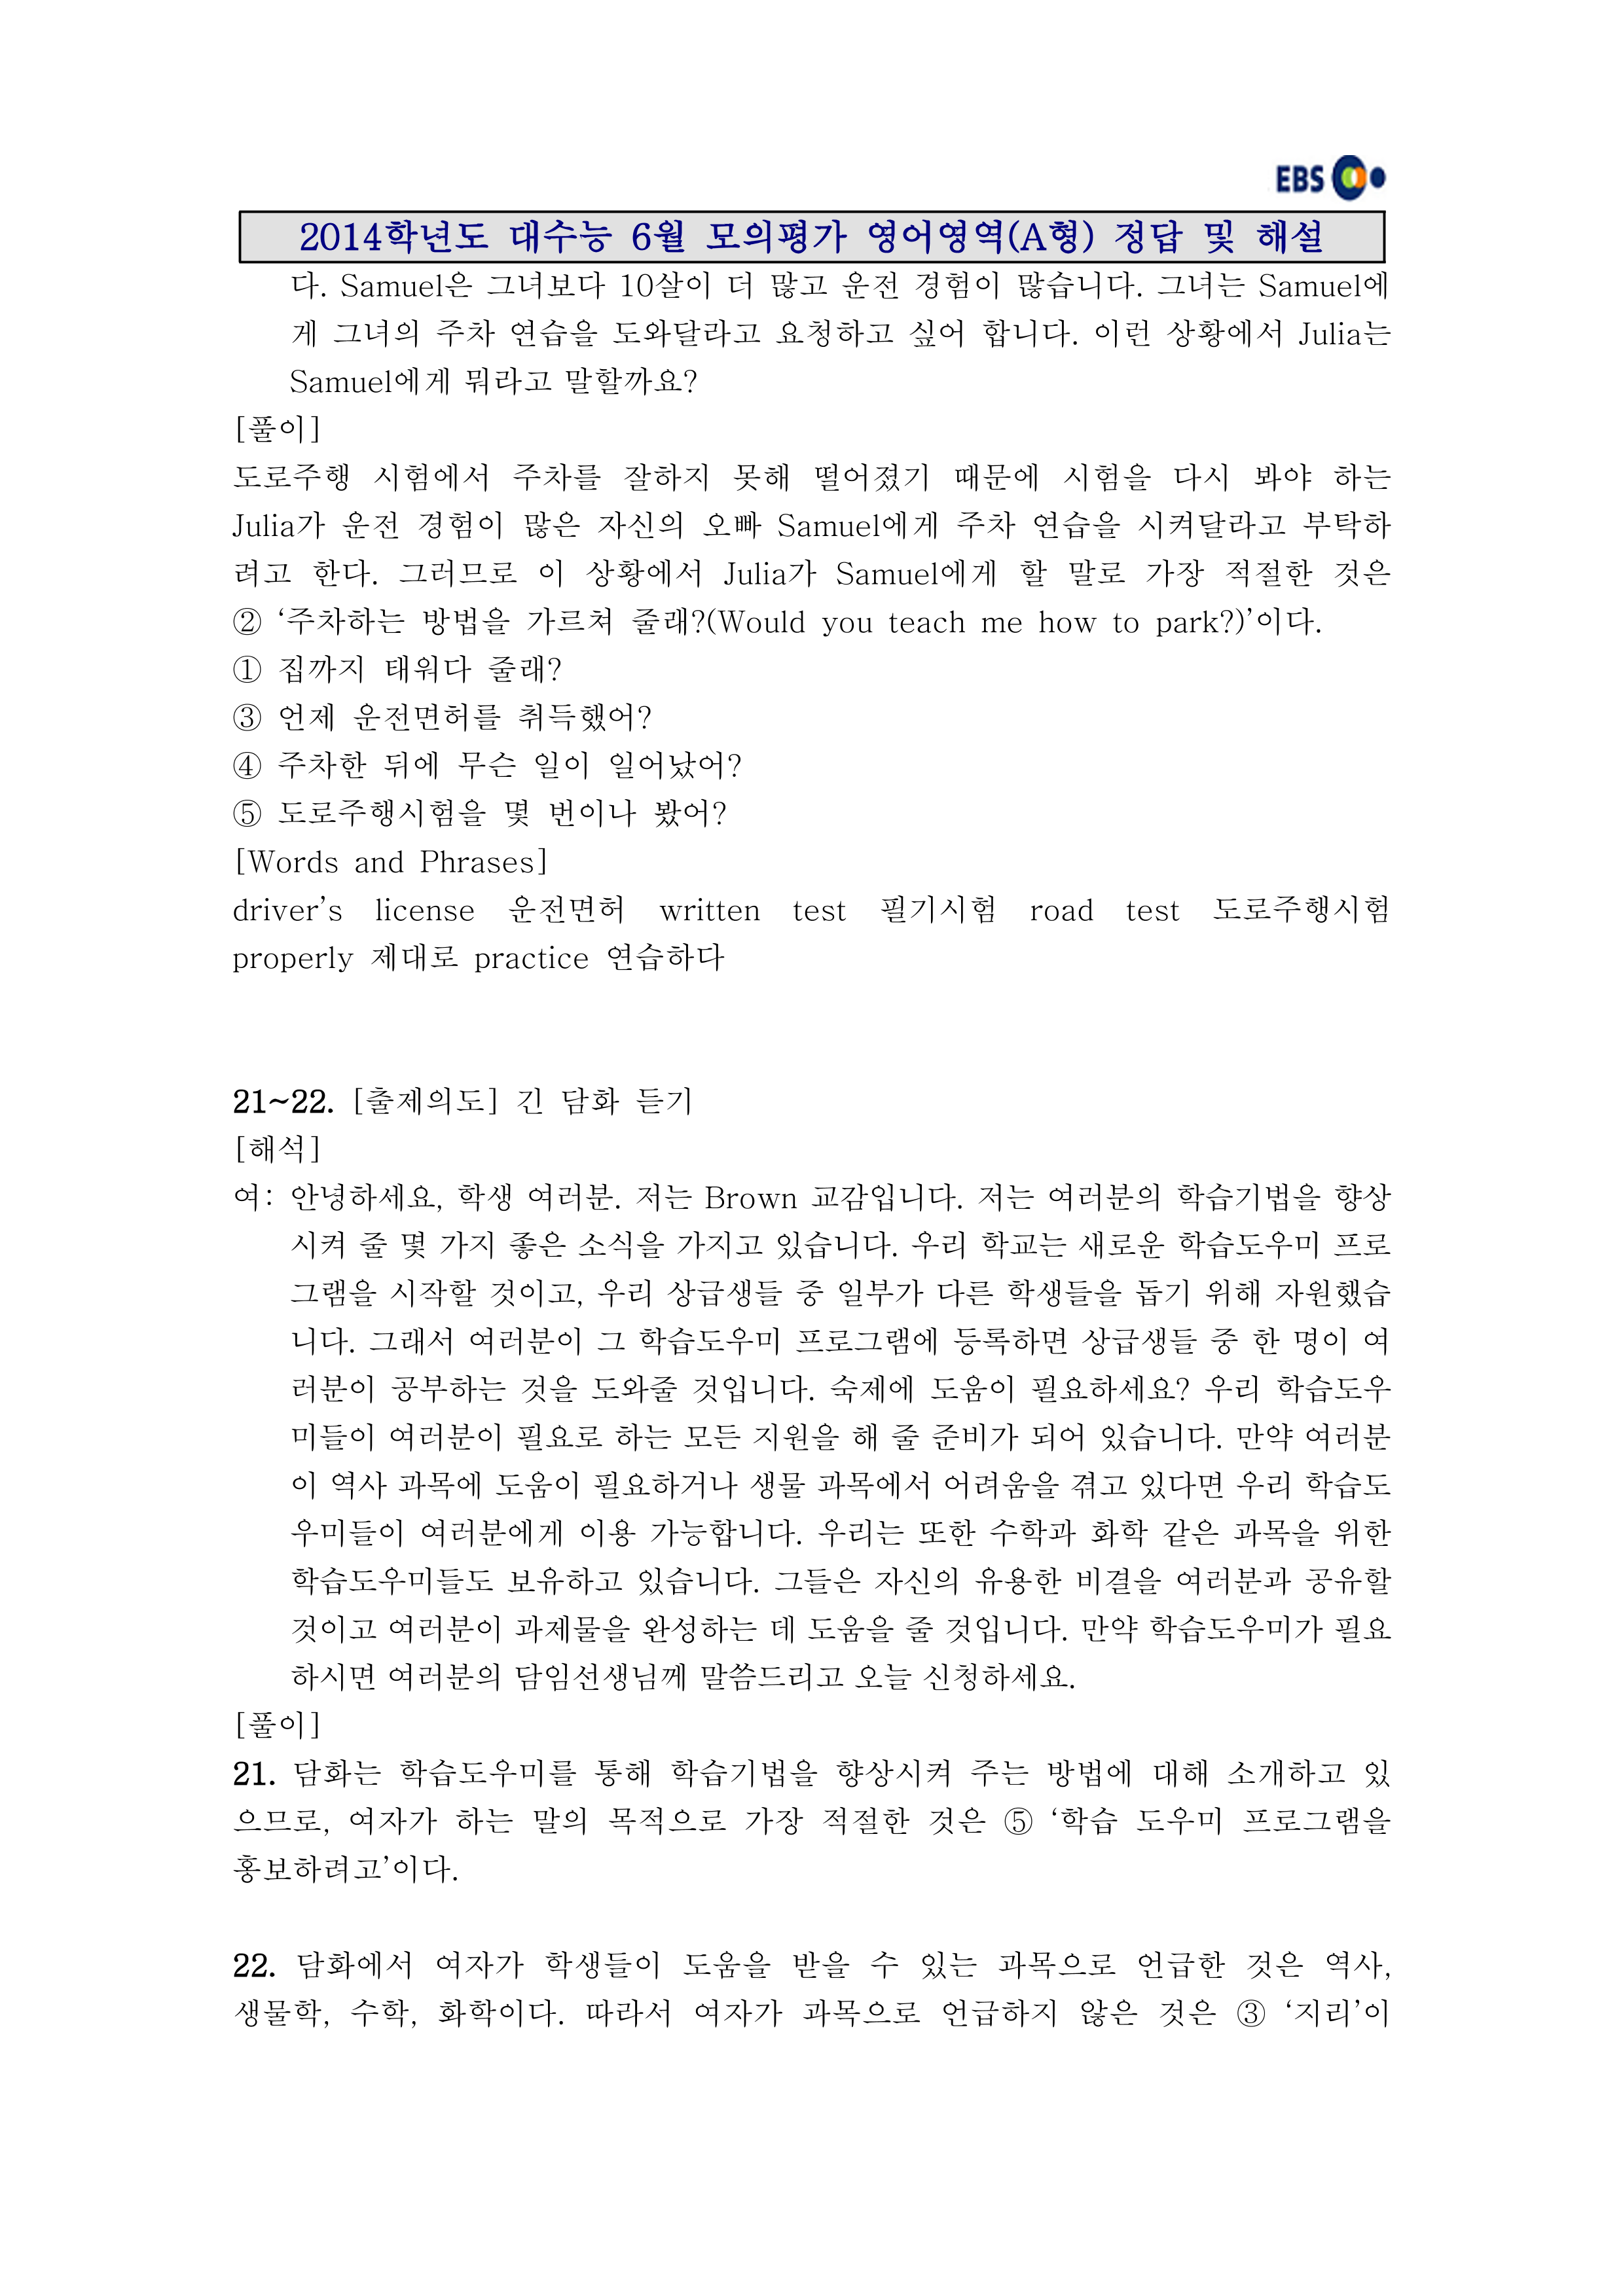 EBS
2014학년도 대수능 6월 모의평가 영어영역(A형) 정답 및 해설
다. Samuel은 그녀보다 10살이 더 많고 운전 경험이 많습니다. 그녀는 Samuel에
게 그녀의 주차 연습을 도와달라고 요청하고 싶어 합니다. 이런 상황에서 Julia는
Samuel에게 뭐라고 말할까요?
[풀이]
도로주행 시험에서 주차를 잘하지 못해 떨어졌기 때문에 시험을 다시 봐야 하는
Julia가 운전 경험이 많은 자신의 오빠 Samuel에게 주차 연습을 시켜달라고 부탁하
려고 한다. 그러므로 이 상황에서 Julia가 Samuel에게 할 말로 가장 적절한 것은
② ‘주차하는 방법을 가르쳐 줄래?(Would you teach me how to park?)’이다.
① 집까지 태워다 줄래?
③ 언제 운전면허를 취득했어?
④ 주차한 뒤에 무슨 일이 일어났어?
⑤ 도로주행시험을 몇 번이나 봤어?
[Words and Phrases]
driver’s license 운전면허 written test 필기시험 road test 도로주행시험
properly 제대로 practice 연습하다
21~22. [출제의도] 긴 담화 듣기
[해석]
여: 안녕하세요, 학생 여러분. 저는 Brown 교감입니다. 저는 여러분의 학습기법을 향상
시켜 줄 몇 가지 좋은 소식을 가지고 있습니다. 우리 학교는 새로운 학습도우미 프로
그램을 시작할 것이고, 우리 상급생들 중 일부가 다른 학생들을 돕기 위해 자원했습
니다. 그래서 여러분이 그 학습도우미 프로그램에 등록하면 상급생들 중 한 명이 여
러분이 공부하는 것을 도와줄 것입니다. 숙제에 도움이 필요하세요? 우리 학습도우
미들이 여러분이 필요로 하는 모든 지원을 해 줄 준비가 되어 있습니다. 만약 여러분
이 역사 과목에 도움이 필요하거나 생물 과목에서 어려움을 겪고 있다면 우리 학습도
우미들이 여러분에게 이용 가능합니다. 우리는 또한 수학과 화학 같은 과목을 위한
학습도우미들도 보유하고 있습니다. 그들은 자신의 유용한 비결을 여러분과 공유할
것이고 여러분이 과제물을 완성하는 데 도움을 줄 것입니다. 만약 학습도우미가 필요
하시면 여러분의 담임선생님께 말씀드리고 오늘 신청하세요.
[풀이]
21. 담화는 학습도우미를 통해 학습기법을 향상시켜 주는 방법에 대해 소개하고 있
으므로, 여자가 하는 말의 목적으로 가장 적절한 것은 ⑤ ‘학습 도우미 프로그램을
홍보하려고’이다.
22. 담화에서 여자가 학생들이 도움을 받을 수 있는 과목으로 언급한 것은 역사,
생물학, 수학, 화학이다. 따라서 여자가 과목으로 언급하지 않은 것은 ③ ‘지리’이